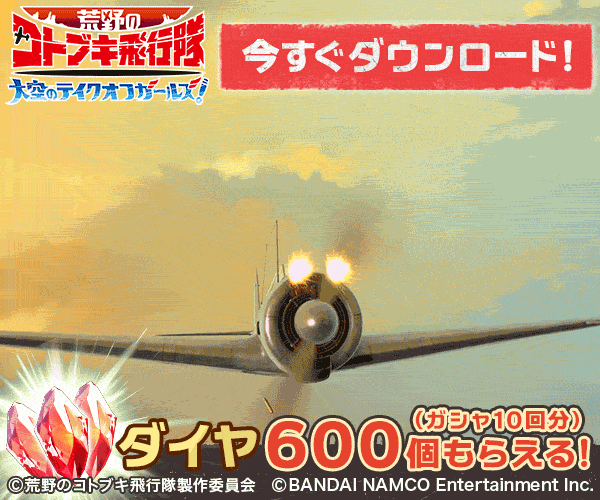 荒野の
コトブキ飛行隊
大空のテイクオフガールズ!
今すぐダウンロード!
(ガシャ10回分)
ダイヤ600個もらえる!
©荒野のコトブキ飛行隊製作委員会 ©BANDAI NAMCO Entertainment Inc.